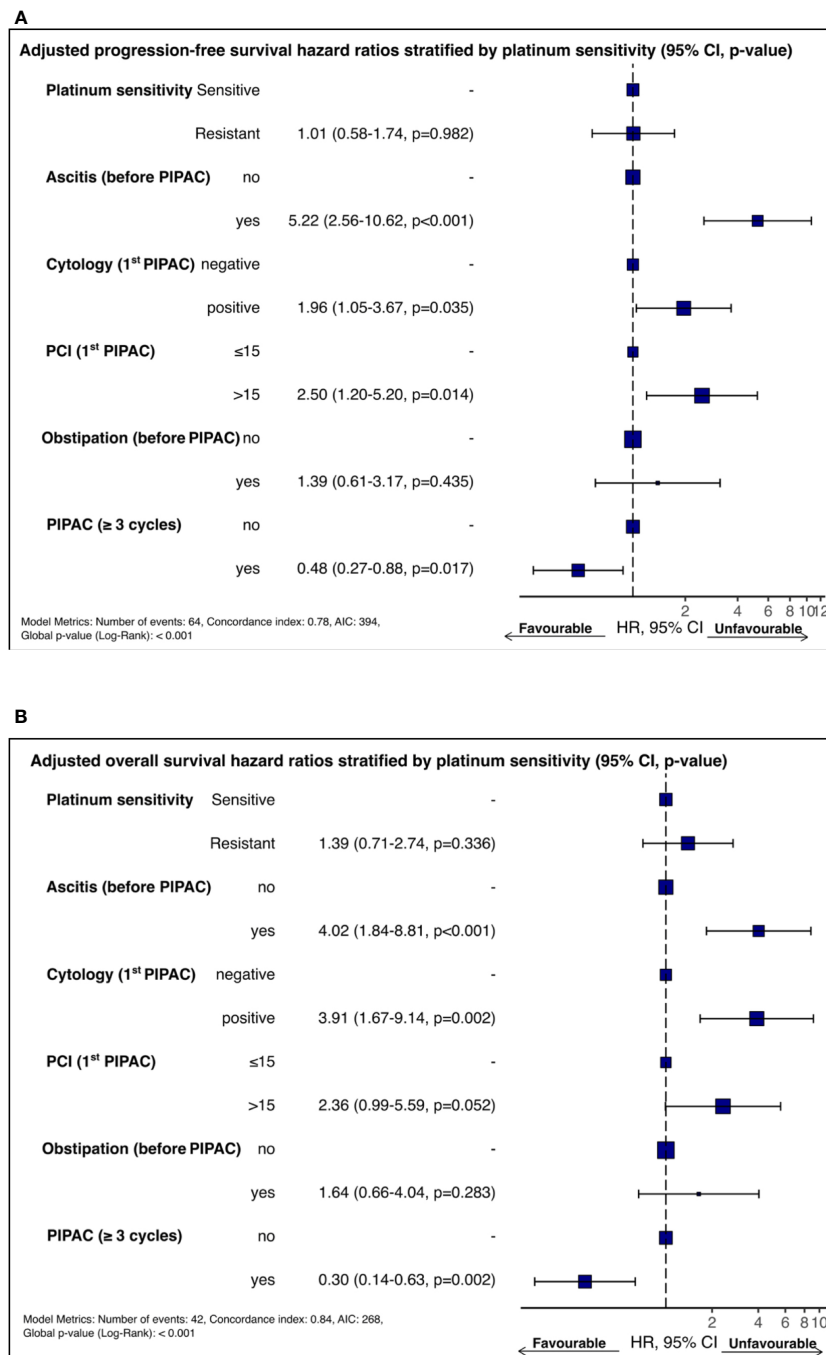 A
Adjusted progression-free survival hazard ratios stratified by platinum sensitivity (95% CI, p-value)
Platinum sensitivity Sensitive -
Resistant 1.01 (0.58-1.74, p=0.982)
Ascitis (before PIPAC) no -
yes 5.22 (2.56-10.62, p<0.001)
Cytology (1st PIPAC) negative -
positive 1.96 (1.05-3.67, p=0.035)
PCI (1st PIPAC) ≤15 -
>15 2.50 (1.20-5.20, p=0.014)
Obstipation (before PIPAC) no -
yes 1.39 (0.61-3.17, p=0.435)
PIPAC (≥ 3 cycles) no -
yes 0.48 (0.27-0.88, p=0.017)
2 4 6 8 10 12
Model Metrics: Number of events: 64, Concordance index: 0.78, AIC: 394,
Global p-value (Log-Rank): < 0.001
Favourable HR, 95% CI Unfavourable
B
Adjusted overall survival hazard ratios stratified by platinum sensitivity (95% CI, p-value)
Platinum sensitivity Sensitive -
Resistant 1.39 (0.71-2.74, p=0.336)
Ascitis (before PIPAC) no -
yes 4.02 (1.84-8.81, p<0.001)
Cytology (1st PIPAC) negative -
positive 3.91 (1.67-9.14, p=0.002)
PCI (1st PIPAC) ≤15 -
>15 2.36 (0.99-5.59, p=0.052)
Obstipation (before PIPAC) no -
yes 1.64 (0.66-4.04, p=0.283)
PIPAC (≥ 3 cycles) no -
yes 0.30 (0.14-0.63, p=0.002)
2 4 6 8 10
Model Metrics: Number of events: 42, Concordance index: 0.84, AIC: 268,
Global p-value (Log-Rank): < 0.001
Favourable HR, 95% CI Unfavourable